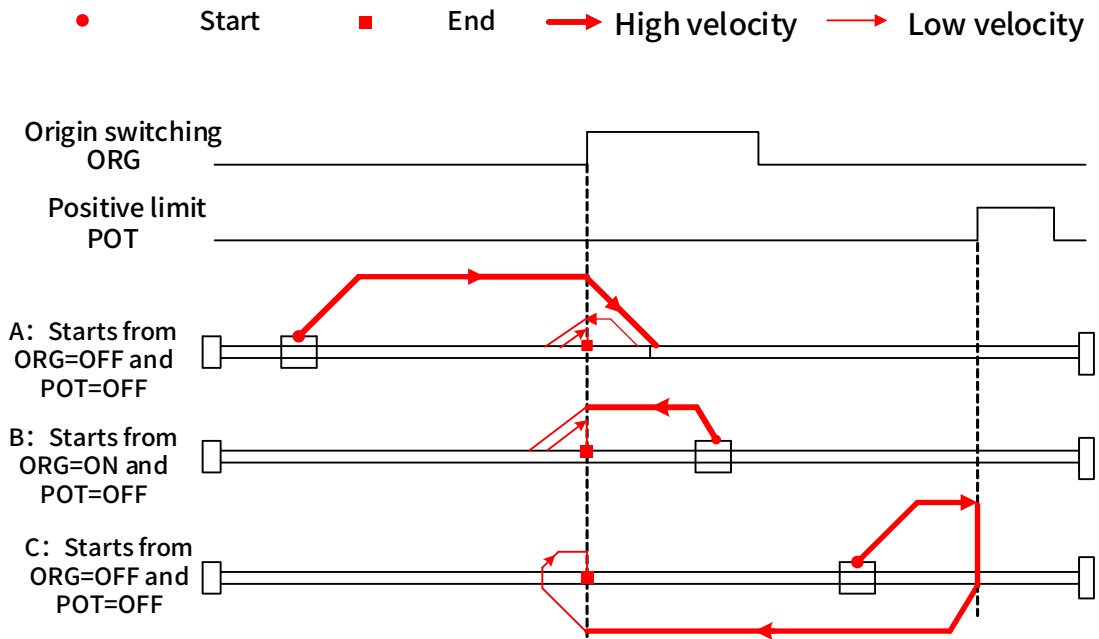 Start
End
High velocity
Low velocity
Origin switching
ORG
Positive limit
POT
A：Starts from
ORG=OFF and
POT=OFF
B：Starts from
ORG=ON and
POT=OFF
C：Starts from
ORG=OFF and
POT=OFF